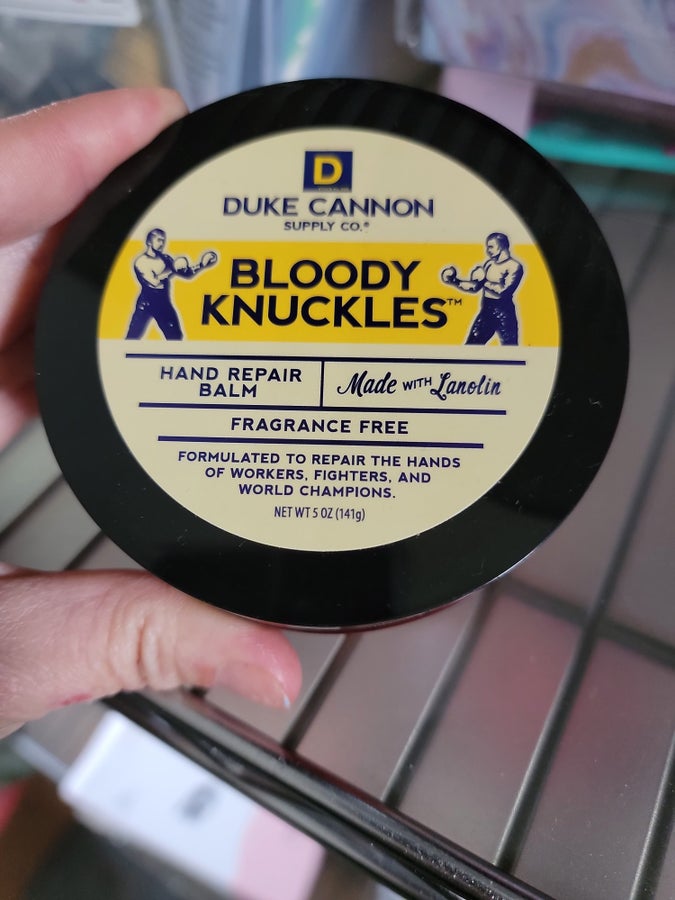 D
DUKE CANNON
SUPPLY CO.®
BLOODY
KNUCKLES™
HAND REPAIR
BALM
Made WITH Lanolin
FRAGRANCE FREE
FORMULATED TO REPAIR THE HANDS
OF WORKERS, FIGHTERS, AND
WORLD CHAMPIONS.
NET WT 5 OZ (141g)